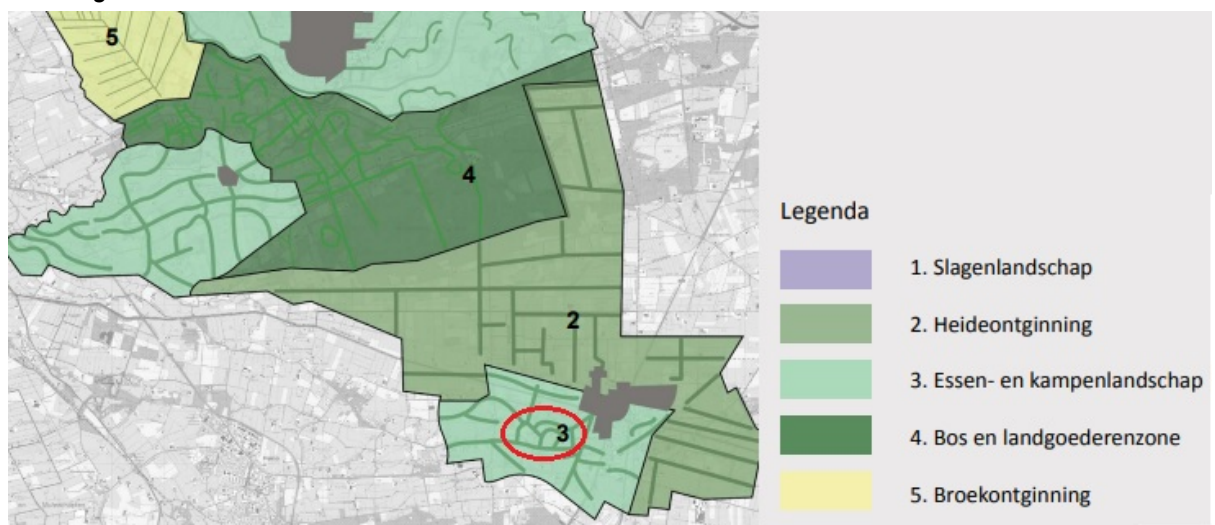 5
4
2
3
Legenda
1. Slagenlandschap
2. Heideontginning
3. Essen- en kampenlandschap
4. Bos en landgoederenzone
5. Broekontginning